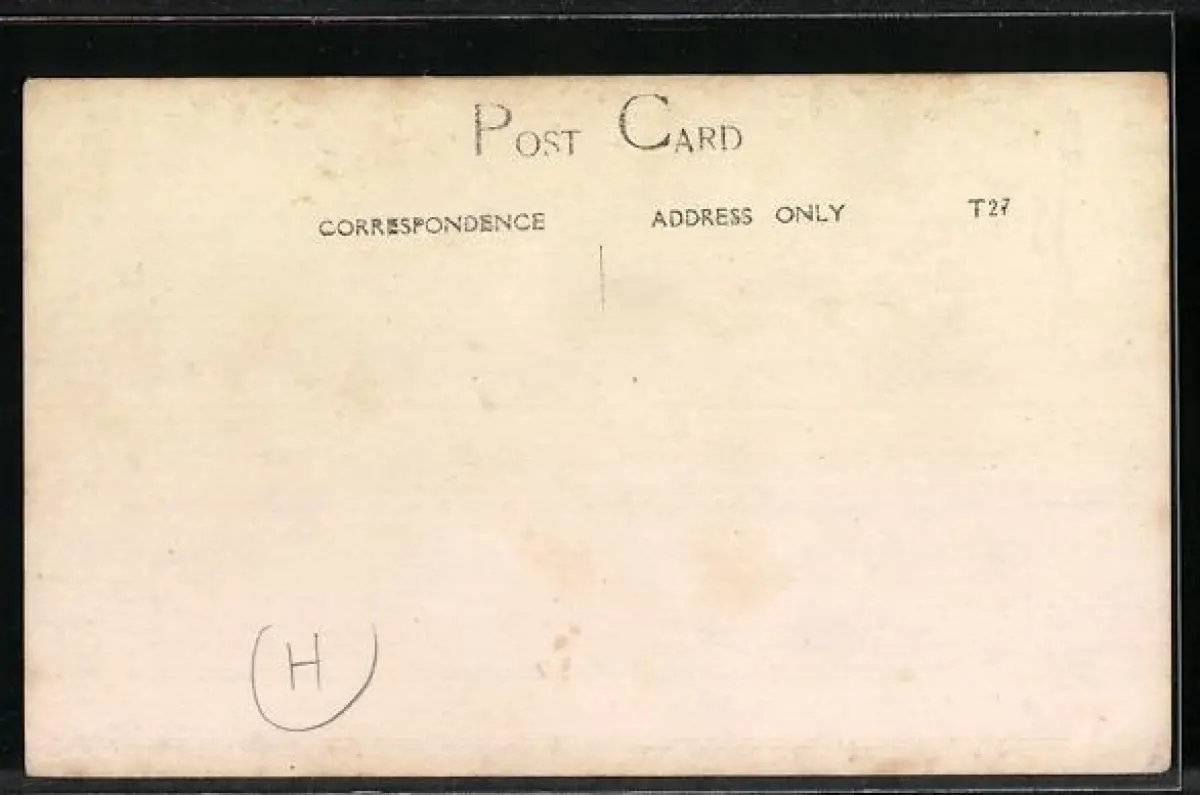 Post Card
CORRESPONDENCE ADDRESS ONLY T27
H